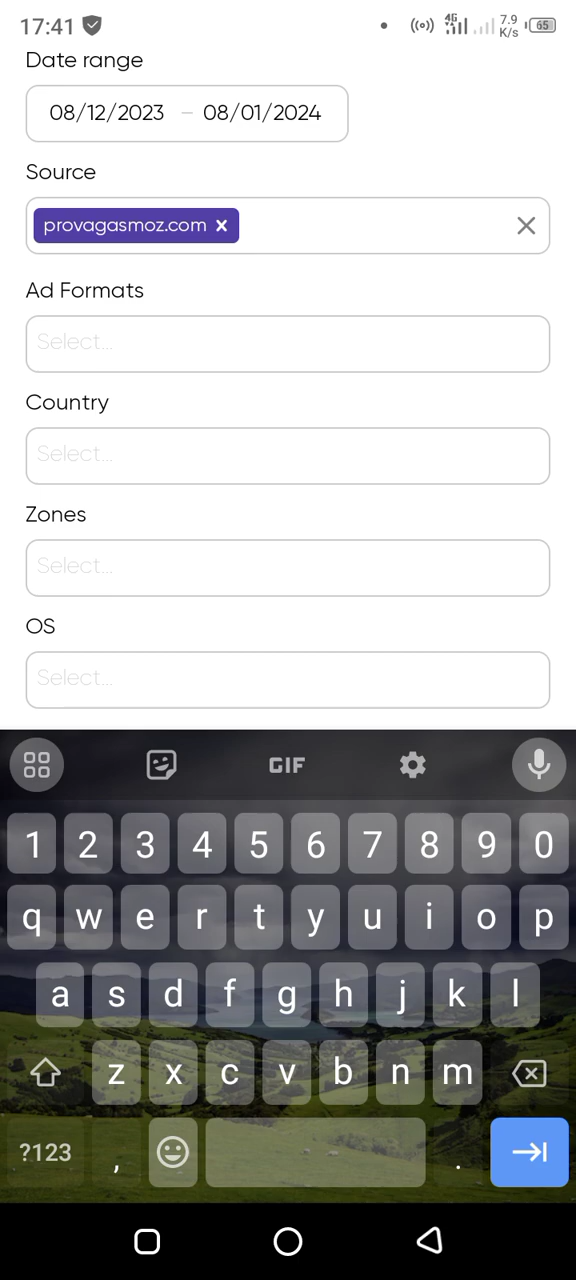 17:41
4G
7.9
K/s
65
Date range
08/12/2023 – 08/01/2024
Source
provagasmoz.com x
Ad Formats
Select...
Country
Select...
Zones
Select...
OS
Select...
GIF
1 2 3 4 5 6 7 8 9 0
q w e r t y u i o p
a s d f g h j k l
z x c v b n m
?123 , .